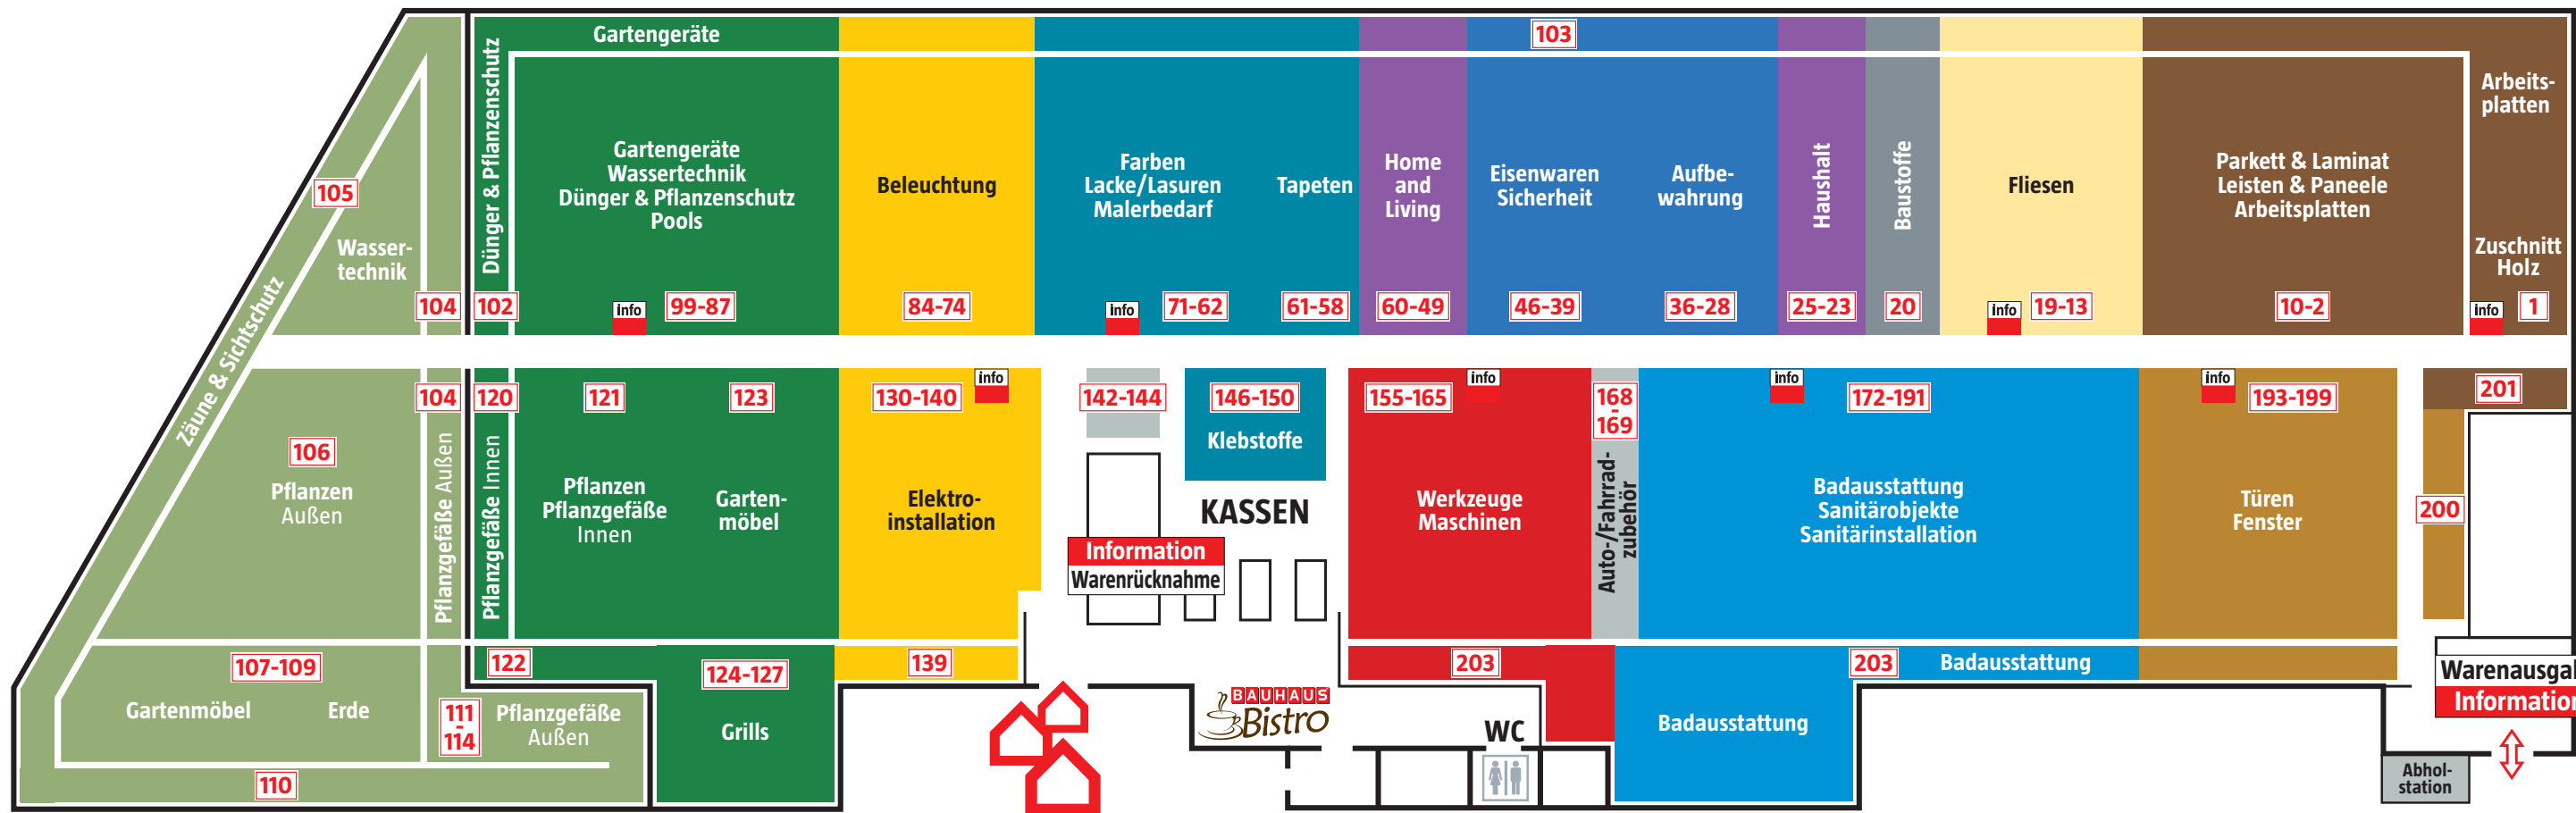 Gartengeräte
103
Dünger & Pflanzenschutz
Arbeits-
platten
Gartengeräte
Wassertechnik
Dünger & Pflanzenschutz
Pools
Beleuchtung
Farben
Lacke/Lasuren
Malerbedarf
Tapeten
Home
and
Living
Eisenwaren
Sicherheit
Aufbe-
wahrung
Haushalt
Baustoffe
Fliesen
Parkett & Laminat
Leisten & Paneele
Arbeitsplatten
105
Wasser-
technik
Zuschnitt
Holz
Zäune & Sichtschutz
104
102
info
99-87
84-74
info
71-62
61-58
60-49
46-39
36-28
25-23
20
info
19-13
10-2
info
1
104
120
121
123
130-140
info
142-144
146-150
155-165
info
168
-
169
info
172-191
info
193-199
201
Klebstoffe
106
Pflanzen
Außen
Pflanzgefäße Außen
Pflanzgefäße Innen
Pflanzen
Pflanzgefäße
Innen
Garten-
möbel
Elektro-
installation
KASSEN
Werkzeuge
Maschinen
Auto-/Fahrrad-
zubehör
Badausstattung
Sanitärobjekte
Sanitärinstallation
Türen
Fenster
200
Information
Warenrücknahme
107-109
122
124-127
139
203
203
Badausstattung
Warenausga
Information
Gartenmöbel
Erde
111
-
114
Pflanzgefäße
Außen
Grills
BAUHAUS
Bistro
WC
Badausstattung
110
Abhol-
station